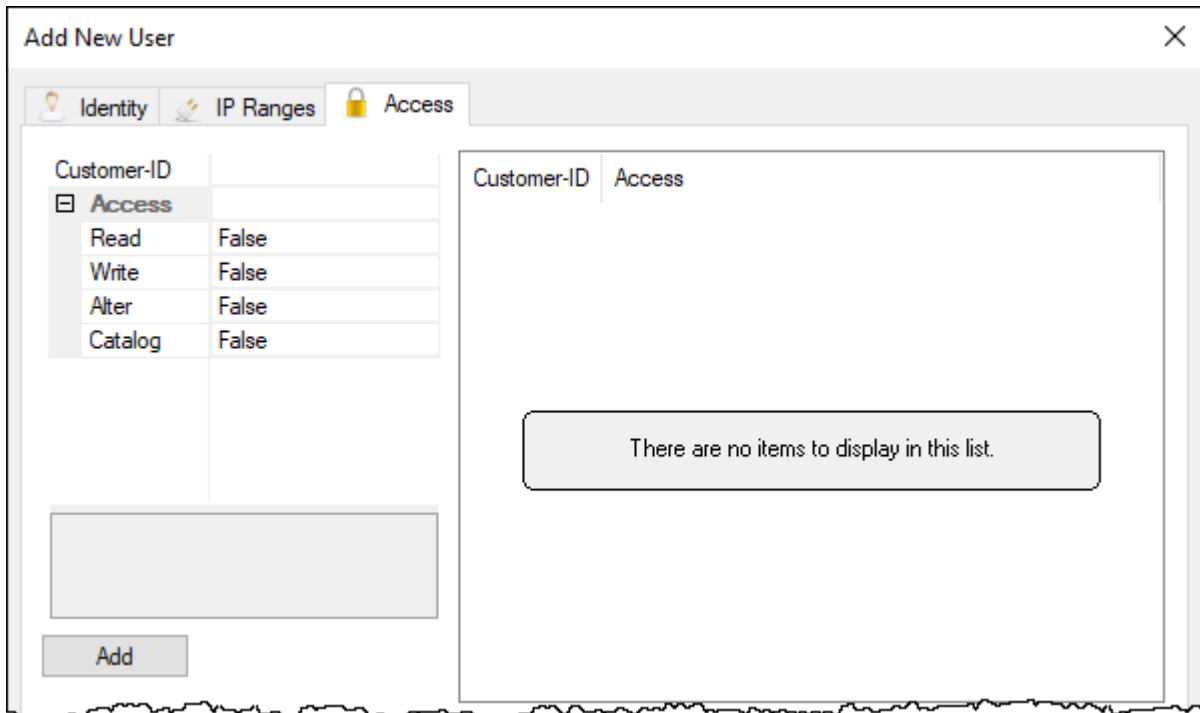 Add New User
Identity IP Ranges Access
Customer-ID
Access
Read False
Write False
Alter False
Catalog False
Add
Customer-ID Access
There are no items to display in this list.